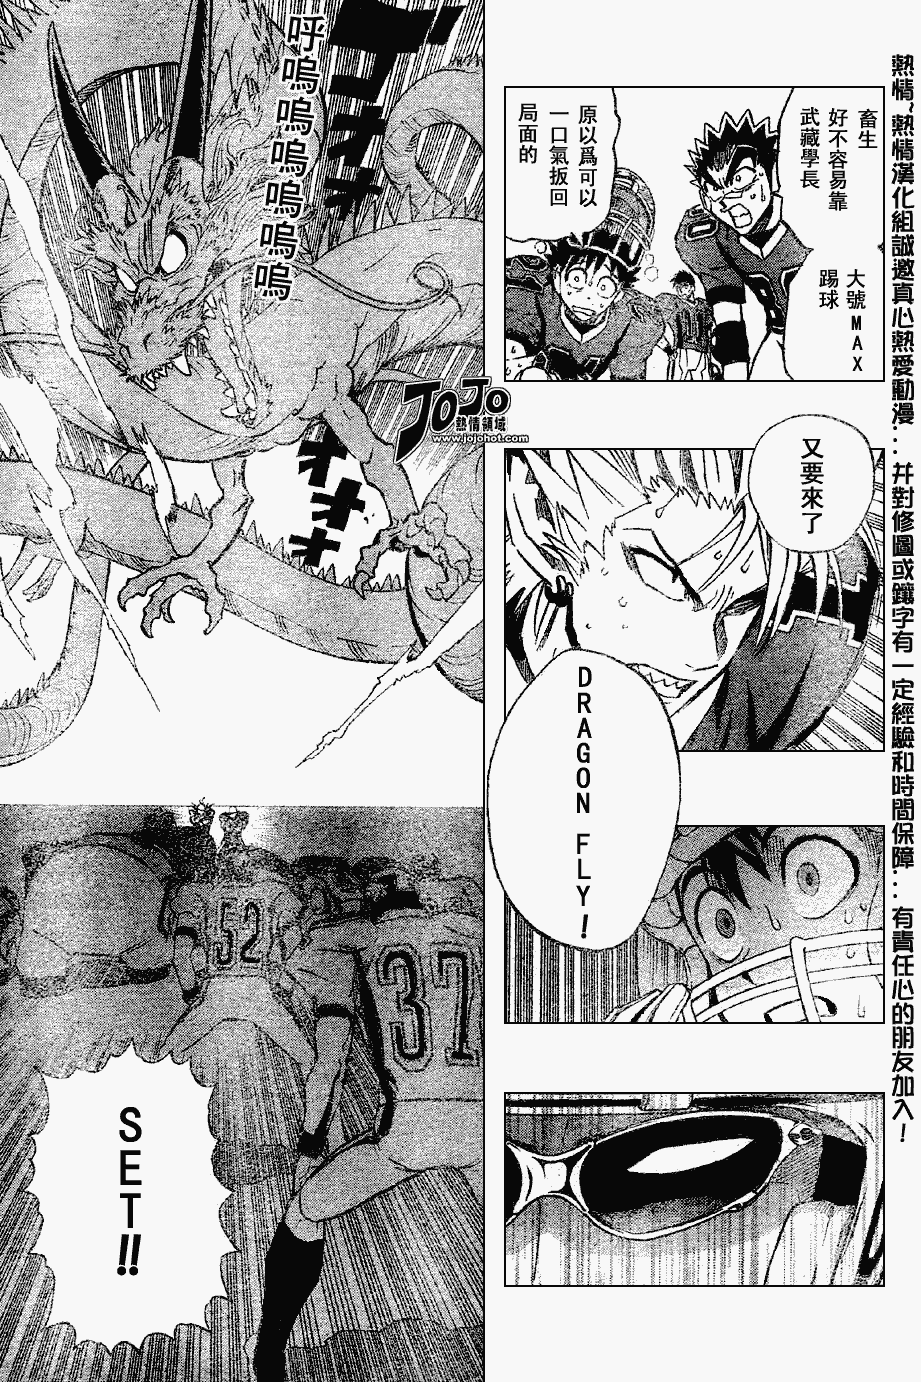 畜生
好不容易靠
武藏學長
大號MAX
踢球
原以爲可以
一口氣扳回
局面的
又要來了
DRAGON FLY!
ゴオオオ
呼嗚嗚嗚嗚嗚嗚
オオオ
52
37
SET!!
JOJO
熱情領域
www.jojohot.com
熱情、熱情漢化組誠邀真心熱愛動漫...并對修圖或鑲字有一定經驗和時間保障...有責任心的朋友加入！